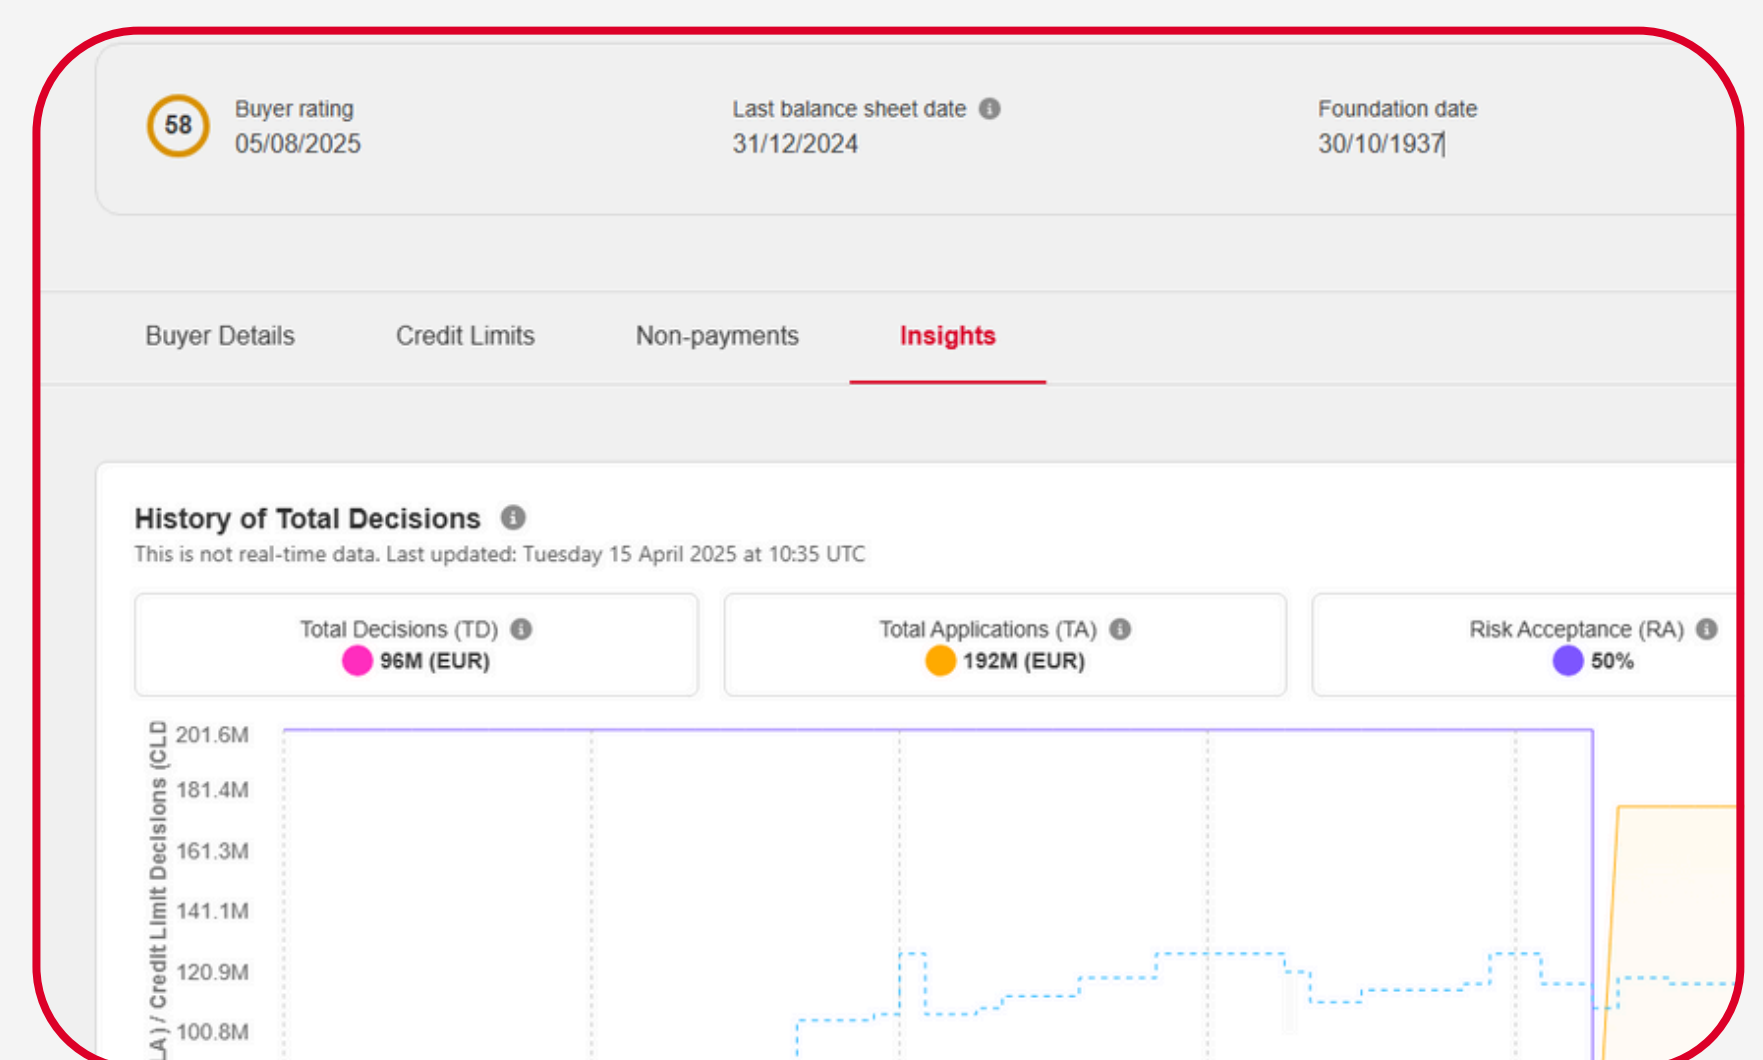 58
Buyer rating
05/08/2025
Last balance sheet date
31/12/2024
Foundation date
30/10/1937
Buyer Details
Credit Limits
Non-payments
Insights
History of Total Decisions
This is not real-time data. Last updated: Tuesday 15 April 2025 at 10:35 UTC
Total Decisions (TD)
96M (EUR)
Total Applications (TA)
192M (EUR)
Risk Acceptance (RA)
50%
LA) / Credit Limit Decisions (CLD
201.6M
181.4M
161.3M
141.1M
120.9M
100.8M